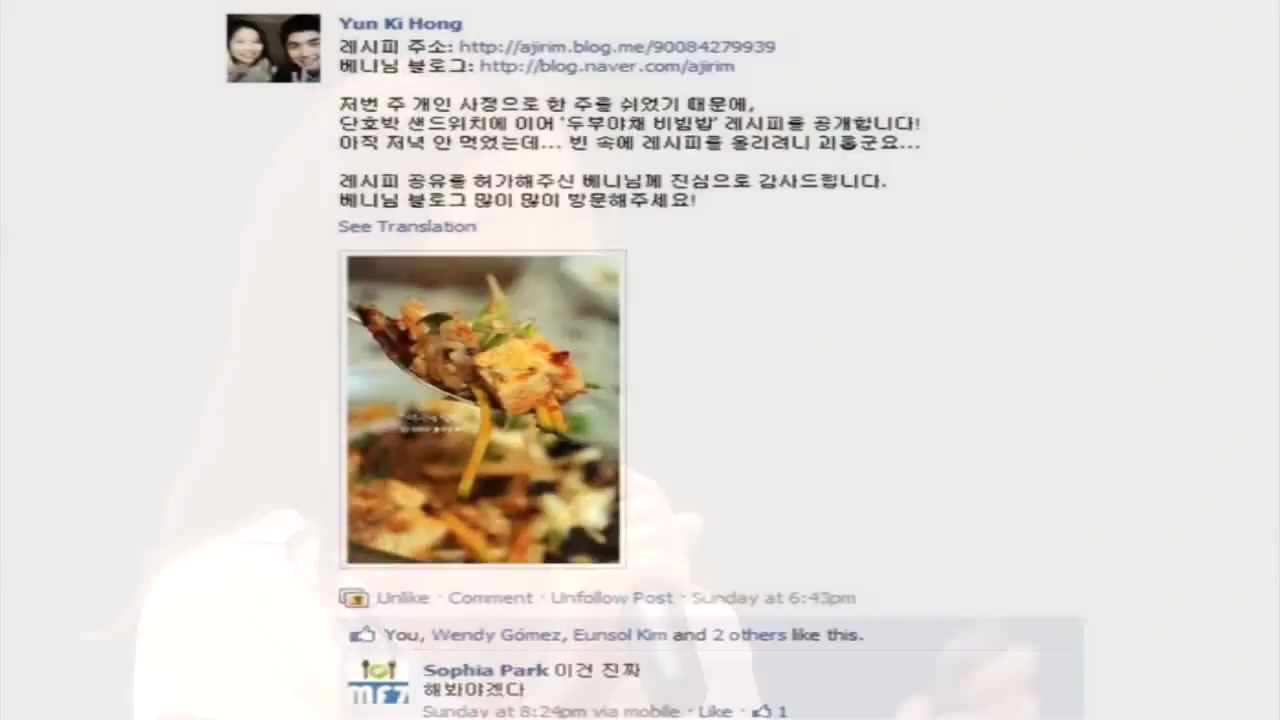 Yun Ki Hong
레시피 주소: http://ajirim.blog.me/90084279939
베니님 블로그: http://blog.naver.com/ajirim
저번 주 개인 사정으로 한 주를 쉬었기 때문에,
단호박 샌드위치에 이어 '두부야채 비빔밥' 레시피를 공개합니다!
아직 저녁 안 먹었는데... 빈 속에 레시피를 올리려니 괴롭군요...
레시피 공유를 허가해주신 베니님께 진심으로 감사드립니다.
베니님 블로그 많이 많이 방문해주세요!
See Translation
Unlike · Comment · Unfollow Post · Sunday at 6:43pm
You, Wendy Gómez, Eunsol Kim and 2 others like this.
Sophia Park 이건 진짜
해봐야겠다
Sunday at 8:24pm via mobile · Like · 1